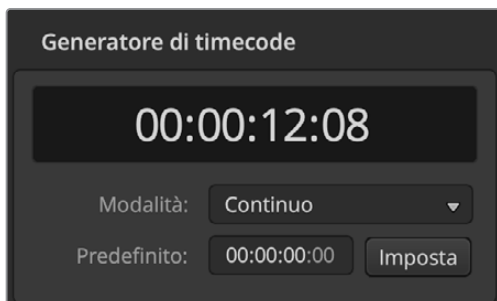 Generatore di timecode
00:00:12:08
Modalità: Continuo
Predefinito: 00:00:00:00 Imposta